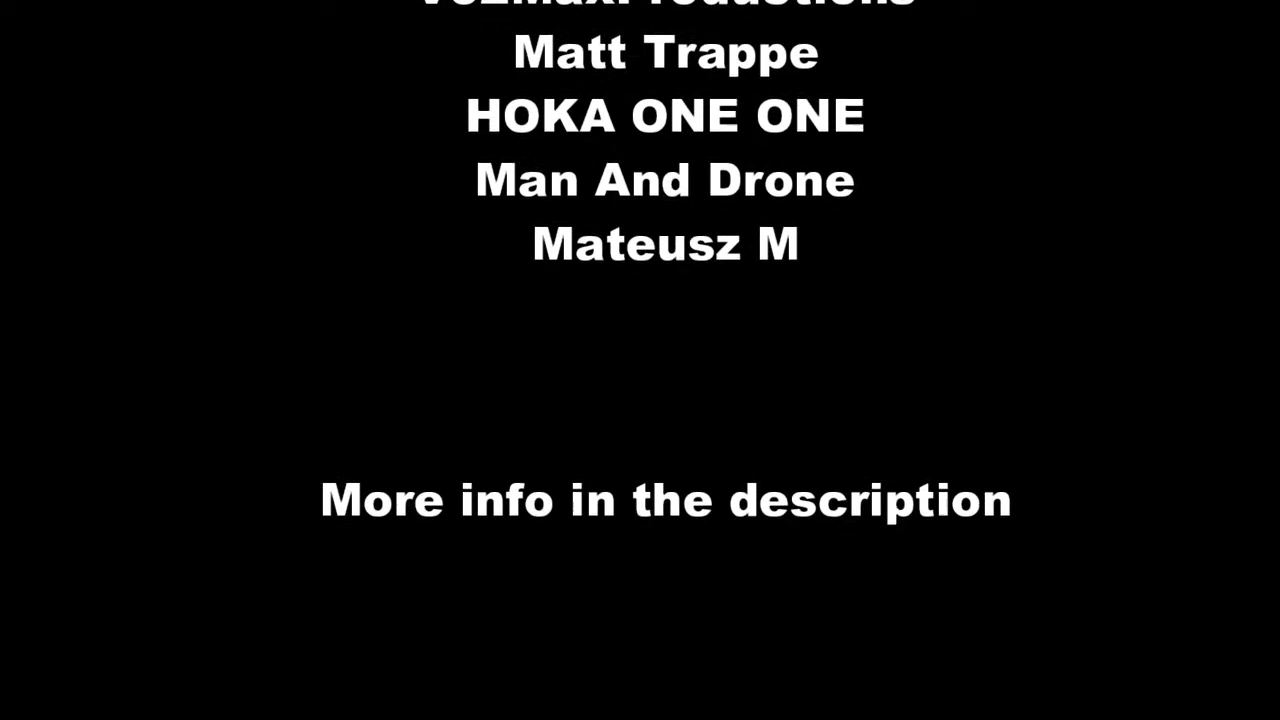 Matt Trappe
HOKA ONE ONE
Man And Drone
Mateusz M
More info in the description